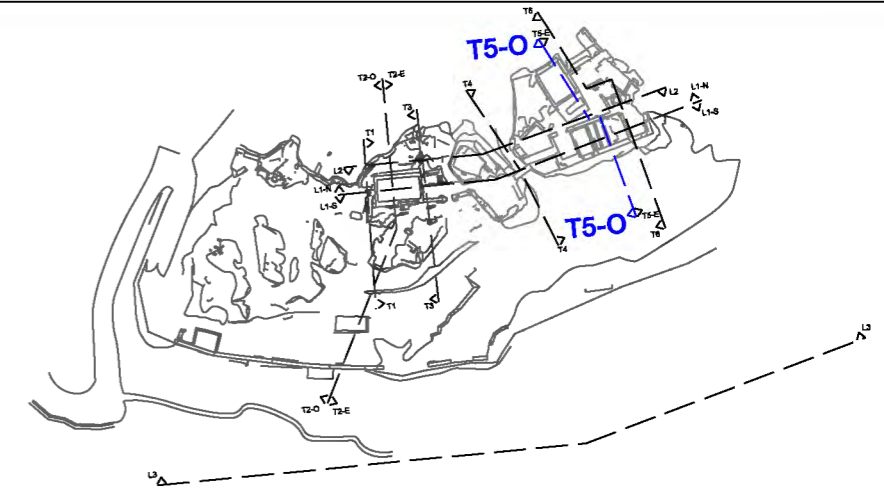 T6
T5-O
T5-E
T2-O
T2-E
T4
L2
L1-N
T3
L1-S
T1
L2
L1-N
L1-S
T5-O
T5-E
T6
T4
T1
T3
L3
T2-O
T2-E
L3